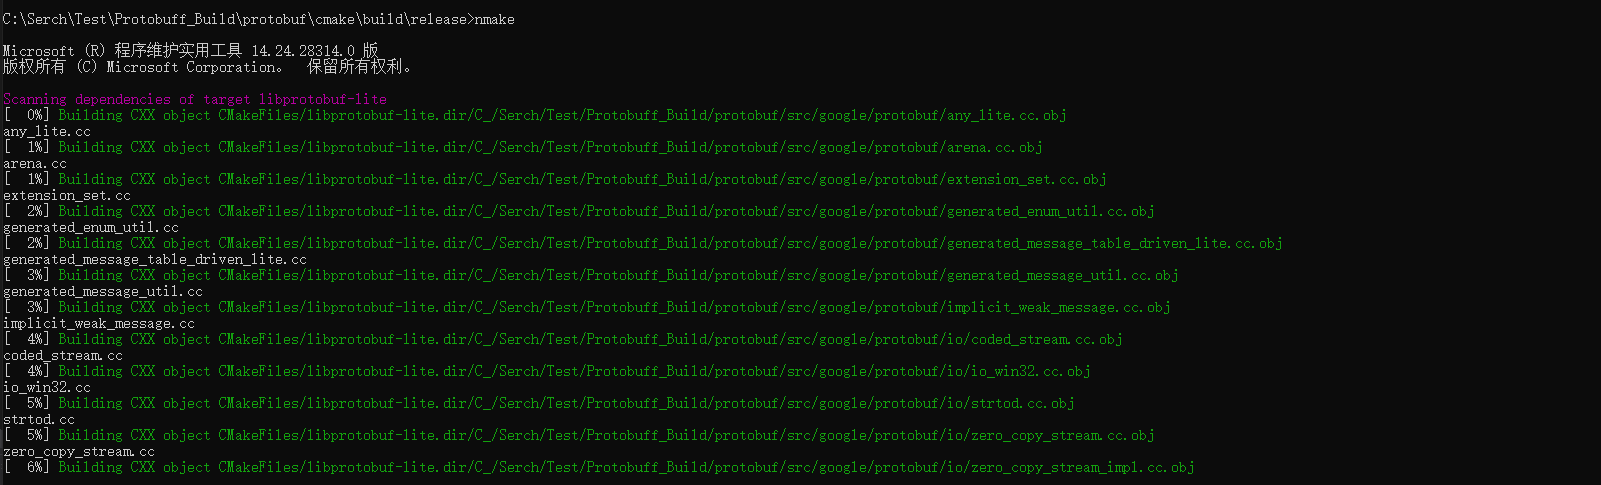 C:\Serch\Test\Protobuff_Build\protobuf\cmake\build\release>nmake
Microsoft (R) 程序维护实用工具 14.24.28314.0 版
版权所有 (C) Microsoft Corporation。  保留所有权利。
Scanning dependencies of target libprotobuf-lite
[  0%] Building CXX object CMakeFiles/libprotobuf-lite.dir/C_/Serch/Test/Protobuff_Build/protobuf/src/google/protobuf/any_lite.cc.obj
any_lite.cc
[  1%] Building CXX object CMakeFiles/libprotobuf-lite.dir/C_/Serch/Test/Protobuff_Build/protobuf/src/google/protobuf/arena.cc.obj
arena.cc
[  1%] Building CXX object CMakeFiles/libprotobuf-lite.dir/C_/Serch/Test/Protobuff_Build/protobuf/src/google/protobuf/extension_set.cc.obj
extension_set.cc
[  2%] Building CXX object CMakeFiles/libprotobuf-lite.dir/C_/Serch/Test/Protobuff_Build/protobuf/src/google/protobuf/generated_enum_util.cc.obj
generated_enum_util.cc
[  2%] Building CXX object CMakeFiles/libprotobuf-lite.dir/C_/Serch/Test/Protobuff_Build/protobuf/src/google/protobuf/generated_message_table_driven_lite.cc.obj
generated_message_table_driven_lite.cc
[  3%] Building CXX object CMakeFiles/libprotobuf-lite.dir/C_/Serch/Test/Protobuff_Build/protobuf/src/google/protobuf/generated_message_util.cc.obj
generated_message_util.cc
[  3%] Building CXX object CMakeFiles/libprotobuf-lite.dir/C_/Serch/Test/Protobuff_Build/protobuf/src/google/protobuf/implicit_weak_message.cc.obj
implicit_weak_message.cc
[  4%] Building CXX object CMakeFiles/libprotobuf-lite.dir/C_/Serch/Test/Protobuff_Build/protobuf/src/google/protobuf/io/coded_stream.cc.obj
coded_stream.cc
[  4%] Building CXX object CMakeFiles/libprotobuf-lite.dir/C_/Serch/Test/Protobuff_Build/protobuf/src/google/protobuf/io/io_win32.cc.obj
io_win32.cc
[  5%] Building CXX object CMakeFiles/libprotobuf-lite.dir/C_/Serch/Test/Protobuff_Build/protobuf/src/google/protobuf/io/strtod.cc.obj
strtod.cc
[  5%] Building CXX object CMakeFiles/libprotobuf-lite.dir/C_/Serch/Test/Protobuff_Build/protobuf/src/google/protobuf/io/zero_copy_stream.cc.obj
zero_copy_stream.cc
[  6%] Building CXX object CMakeFiles/libprotobuf-lite.dir/C_/Serch/Test/Protobuff_Build/protobuf/src/google/protobuf/io/zero_copy_stream_impl.cc.obj